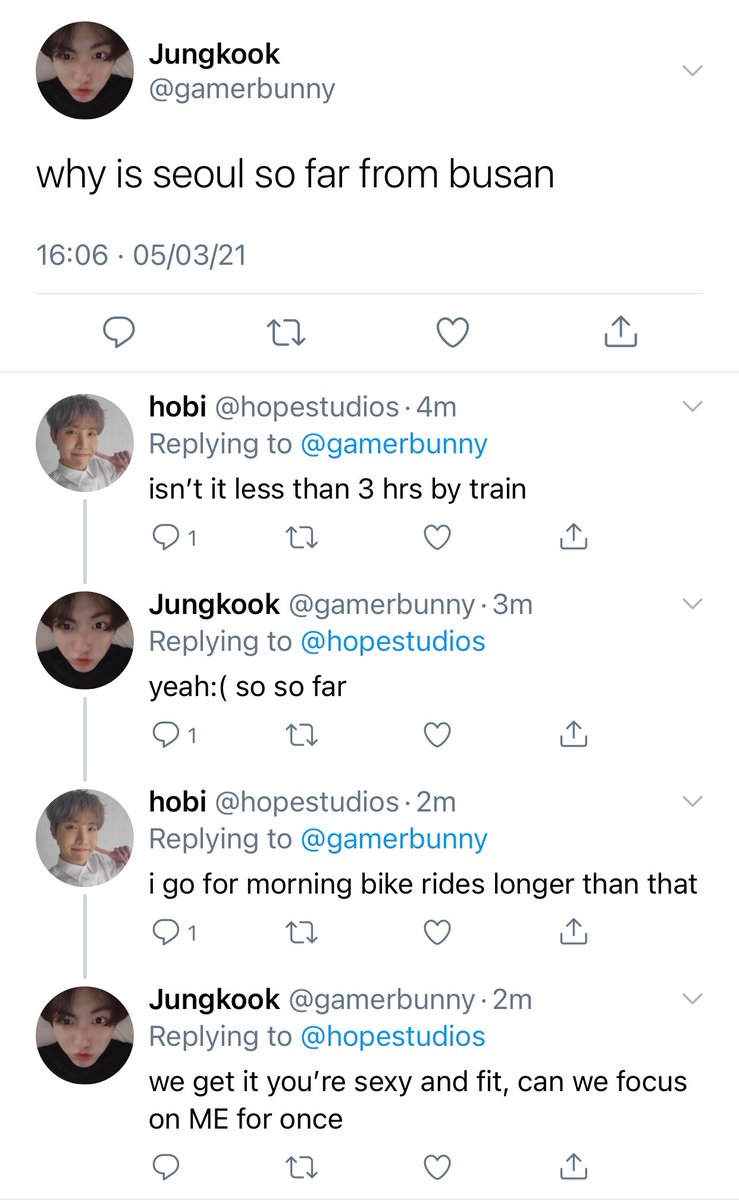 Jungkook
@gamerbunny
why is seoul so far from busan
16:06 · 05/03/21
hobi @hopestudios · 4m
Replying to @gamerbunny
isn’t it less than 3 hrs by train
1
Jungkook @gamerbunny · 3m
Replying to @hopestudios
yeah:( so so far
1
hobi @hopestudios · 2m
Replying to @gamerbunny
i go for morning bike rides longer than that
1
Jungkook @gamerbunny · 2m
Replying to @hopestudios
we get it you’re sexy and fit, can we focus
on ME for once